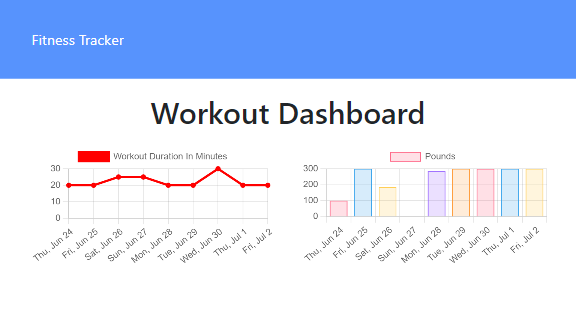 Fitness Tracker
Workout Dashboard
Workout Duration In Minutes
30
20
10
0
Thu, Jun 24
Fri, Jun 25
Sat, Jun 26
Sun, Jun 27
Mon, Jun 28
Tue, Jun 29
Wed, Jun 30
Thu, Jul 1
Fri, Jul 2
Pounds
300
200
100
0
Thu, Jun 24
Fri, Jun 25
Sat, Jun 26
Sun, Jun 27
Mon, Jun 28
Tue, Jun 29
Wed, Jun 30
Thu, Jul 1
Fri, Jul 2